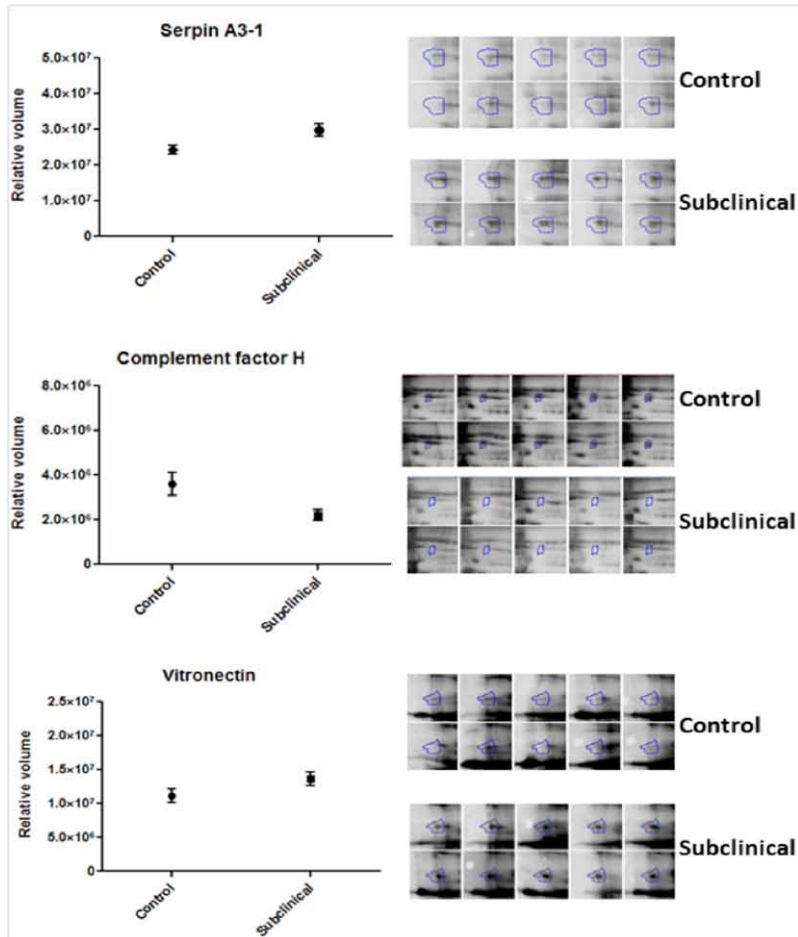 Serpin A3-1
Relative volume
5.0×10⁷
4.0×10⁷
3.0×10⁷
2.0×10⁷
1.0×10⁷
0
Control
Subclinical
Control
Subclinical
Complement factor H
Relative volume
8.0×10⁶
6.0×10⁶
4.0×10⁶
2.0×10⁶
0
Control
Subclinical
Control
Subclinical
Vitronectin
Relative volume
2.5×10⁷
2.0×10⁷
1.5×10⁷
1.0×10⁷
5.0×10⁶
0
Control
Subclinical
Control
Subclinical